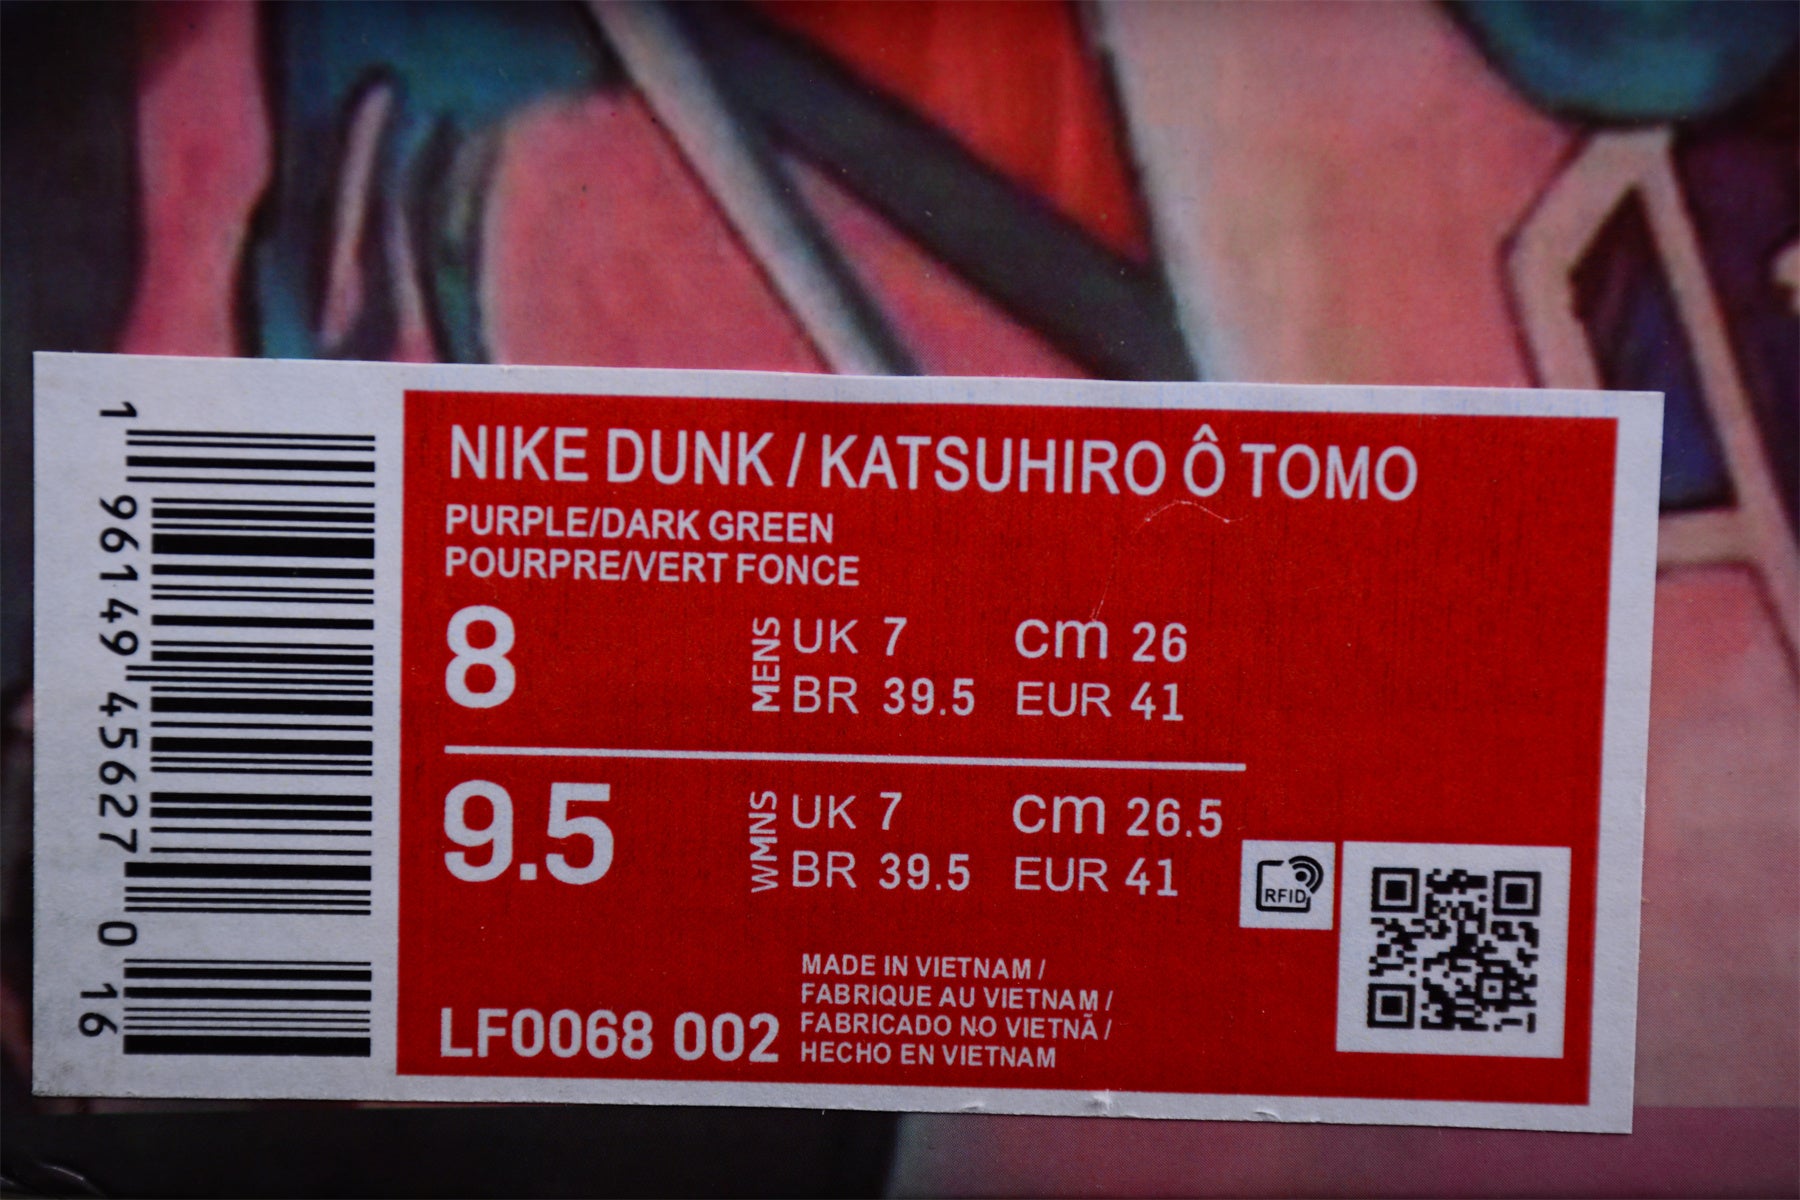 NIKE DUNK / KATSUHIRO Ô TOMO
PURPLE/DARK GREEN
POURPRE/VERT FONCE
8
MENS
UK 7 cm 26
BR 39.5 EUR 41
9.5
WMNS
UK 7 cm 26.5
BR 39.5 EUR 41
RFID
LF0068 002
MADE IN VIETNAM /
FABRIQUE AU VIETNAM /
FABRICADO NO VIETNÃ /
HECHO EN VIETNAM
1 96149 45627 0 16